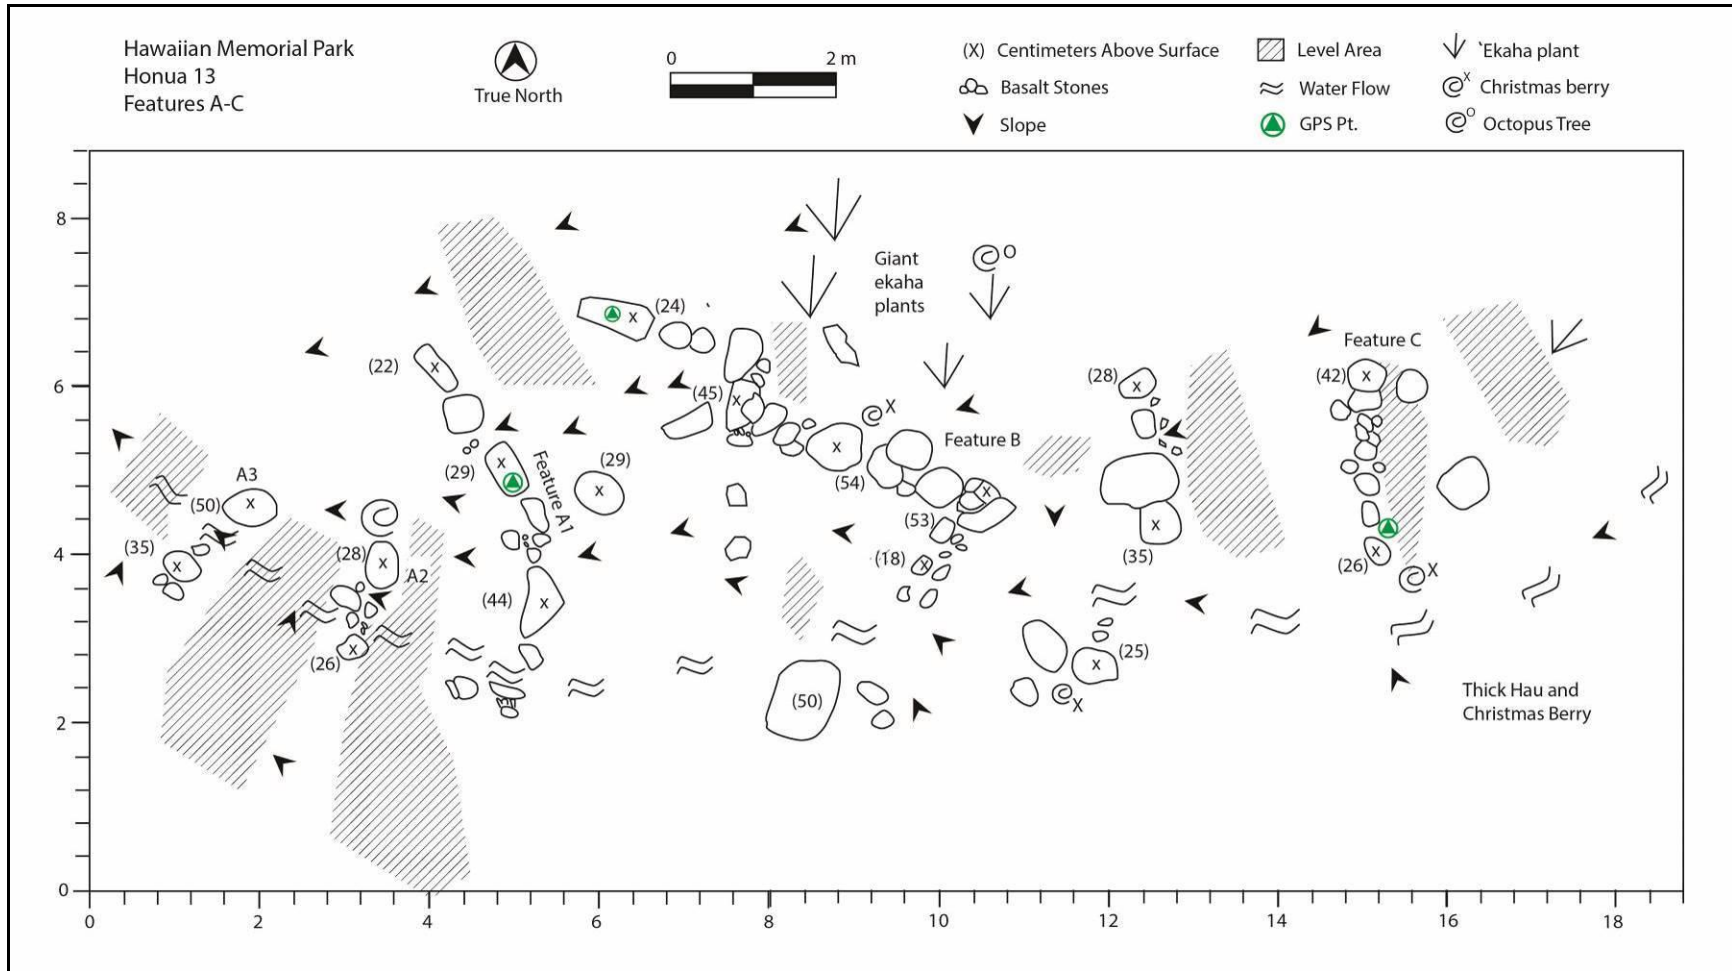 Hawaiian Memorial Park
Honua 13
Features A-C
True North
0 2 m
(X) Centimeters Above Surface
Basalt Stones
Slope
Level Area
Water Flow
GPS Pt.
‘Ekaha plant
X Christmas berry
O Octopus Tree
8
6
4
2
0
0 2 4 6 8 10 12 14 16 18
Giant
ekaha
plants
O
(24)
x
(22)
x
(45)
x
X
Feature B
(54)
x
x
(53)
(18)
x
(28)
x
(35)
x
(25)
x
X
Feature C
(42)
x
(26)
x
X
(29)
x
Feature A1
(29)
x
(44)
x
A3
(50)
x
(35)
x
(28)
x
A2
(26)
x
(50)
Thick Hau and
Christmas Berry